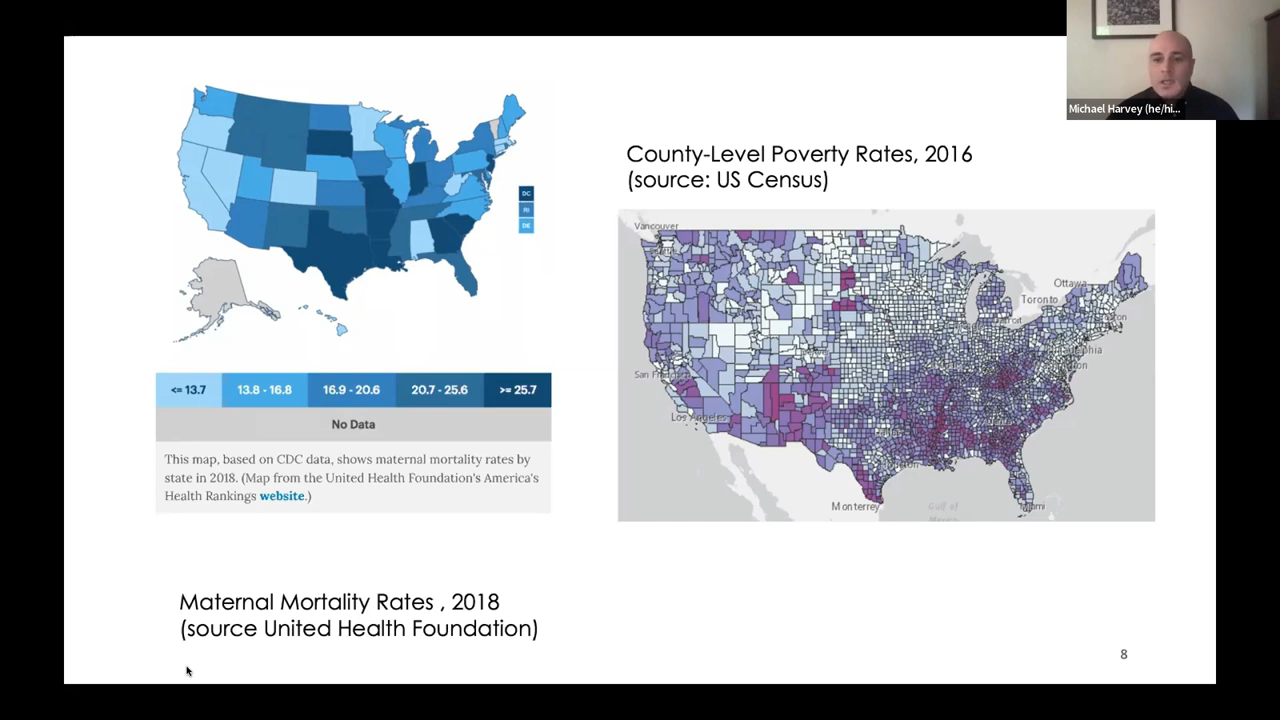 Michael Harvey (he/hi...
DC
RI
DE
<= 13.7
13.8 - 16.8
16.9 - 20.6
20.7 - 25.6
>= 25.7
No Data
This map, based on CDC data, shows maternal mortality rates by
state in 2018. (Map from the United Health Foundation's America's
Health Rankings website.)
Maternal Mortality Rates , 2018
(source United Health Foundation)
County-Level Poverty Rates, 2016
(source: US Census)
Vancouver
Ottawa
Toronto
San
Los Angeles
Monterrey
Gulf of
Miami
8